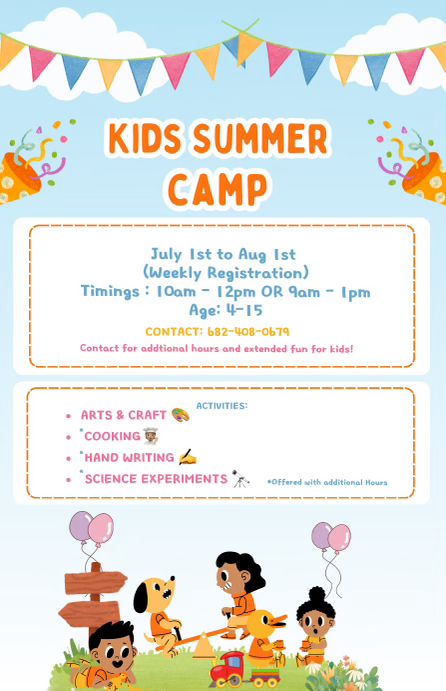 KIDS SUMMER
CAMP
July 1st to Aug 1st
(Weekly Registration)
Timings : 10am - 12pm OR 9am - 1pm
Age: 4-15
CONTACT: 682-408-0679
Contact for addtional hours and extended fun for kids!
ACTIVITIES:
• ARTS & CRAFT
• *COOKING
• *HAND WRITING
• *SCIENCE EXPERIMENTS
*Offered with additional Hours